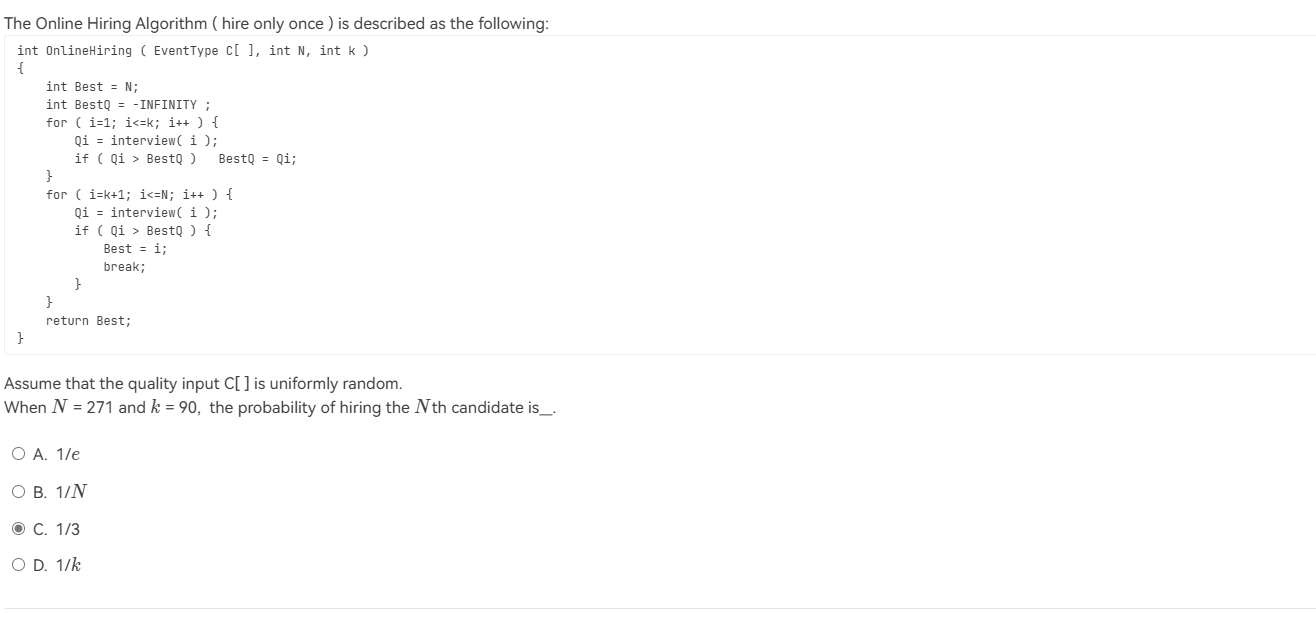 The Online Hiring Algorithm ( hire only once ) is described as the following:
int OnlineHiring ( EventType C[ ], int N, int k )
{
    int Best = N;
    int BestQ = -INFINITY ;
    for ( i=1; i<=k; i++ ) {
        Qi = interview( i );
        if ( Qi > BestQ )   BestQ = Qi;
    }
    for ( i=k+1; i<=N; i++ ) {
        Qi = interview( i );
        if ( Qi > BestQ ) {
            Best = i;
            break;
        }
    }
    return Best;
}
Assume that the quality input C[ ] is uniformly random.
When N = 271 and k = 90,  the probability of hiring the Nth candidate is__.
A. 1/e
B. 1/N
C. 1/3
D. 1/k